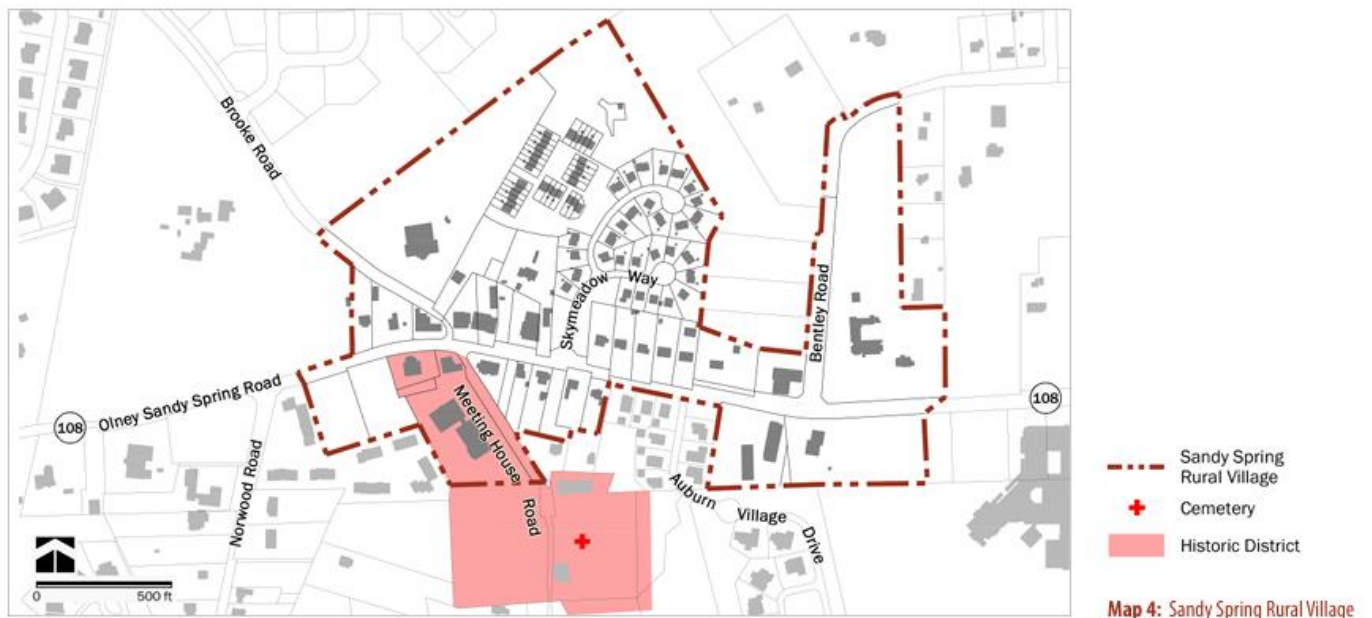 Brooke Road
Skymeadow Way
Bentley Road
Olney Sandy Spring Road
108
108
Meeting House Road
Norwood Road
Auburn Village Drive
0 500 ft
Sandy Spring
Rural Village
Cemetery
Historic District
Map 4: Sandy Spring Rural Village